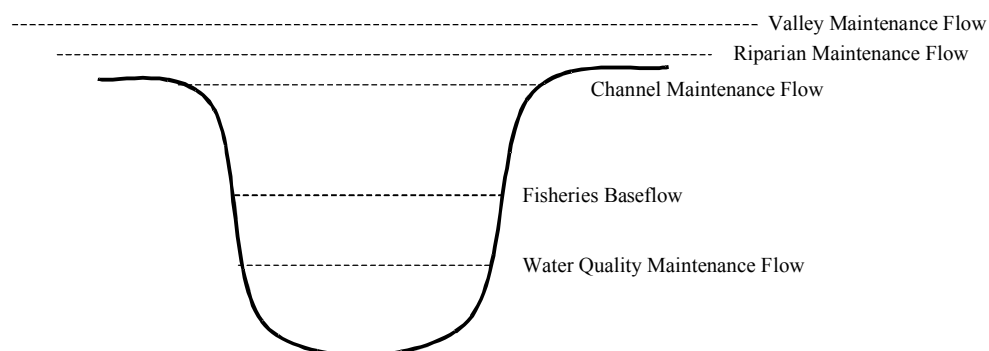 Valley Maintenance Flow
Riparian Maintenance Flow
Channel Maintenance Flow
Fisheries Baseflow
Water Quality Maintenance Flow